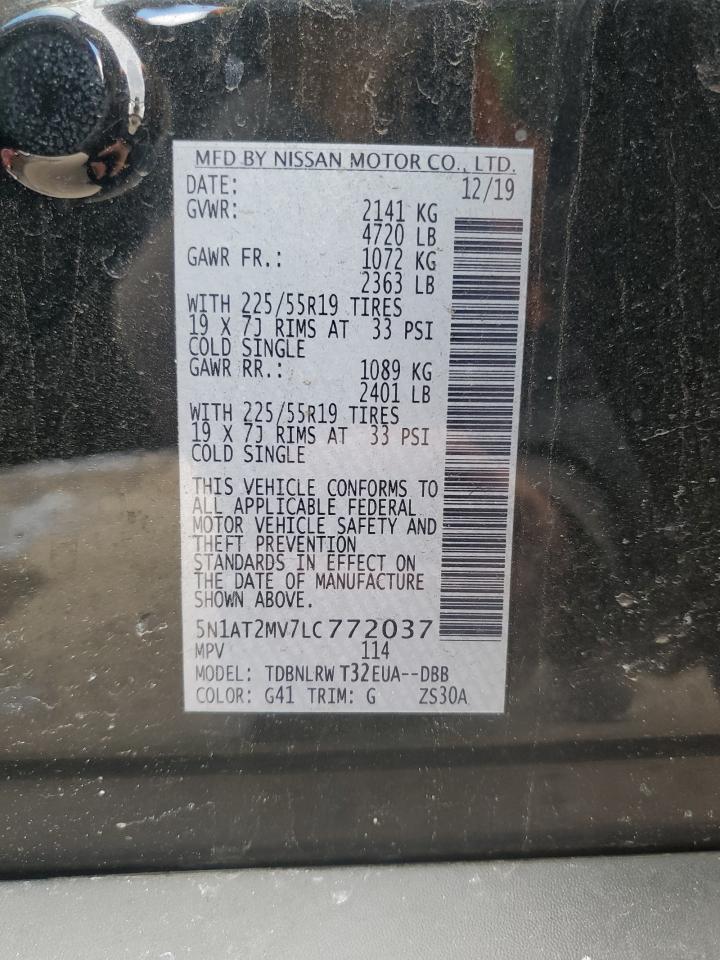 MFD BY NISSAN MOTOR CO., LTD.
DATE: 12/19
GVWR: 2141 KG
4720 LB
GAWR FR.: 1072 KG
2363 LB
WITH 225/55R19 TIRES
19 X 7J RIMS AT 33 PSI
COLD SINGLE
GAWR RR.: 1089 KG
2401 LB
WITH 225/55R19 TIRES
19 X 7J RIMS AT 33 PSI
COLD SINGLE
THIS VEHICLE CONFORMS TO
ALL APPLICABLE FEDERAL
MOTOR VEHICLE SAFETY AND
THEFT PREVENTION
STANDARDS IN EFFECT ON
THE DATE OF MANUFACTURE
SHOWN ABOVE.
5N1AT2MV7LC772037
MPV 114
MODEL: TDBNLRW T32EUA--DBB
COLOR: G41 TRIM: G ZS30A